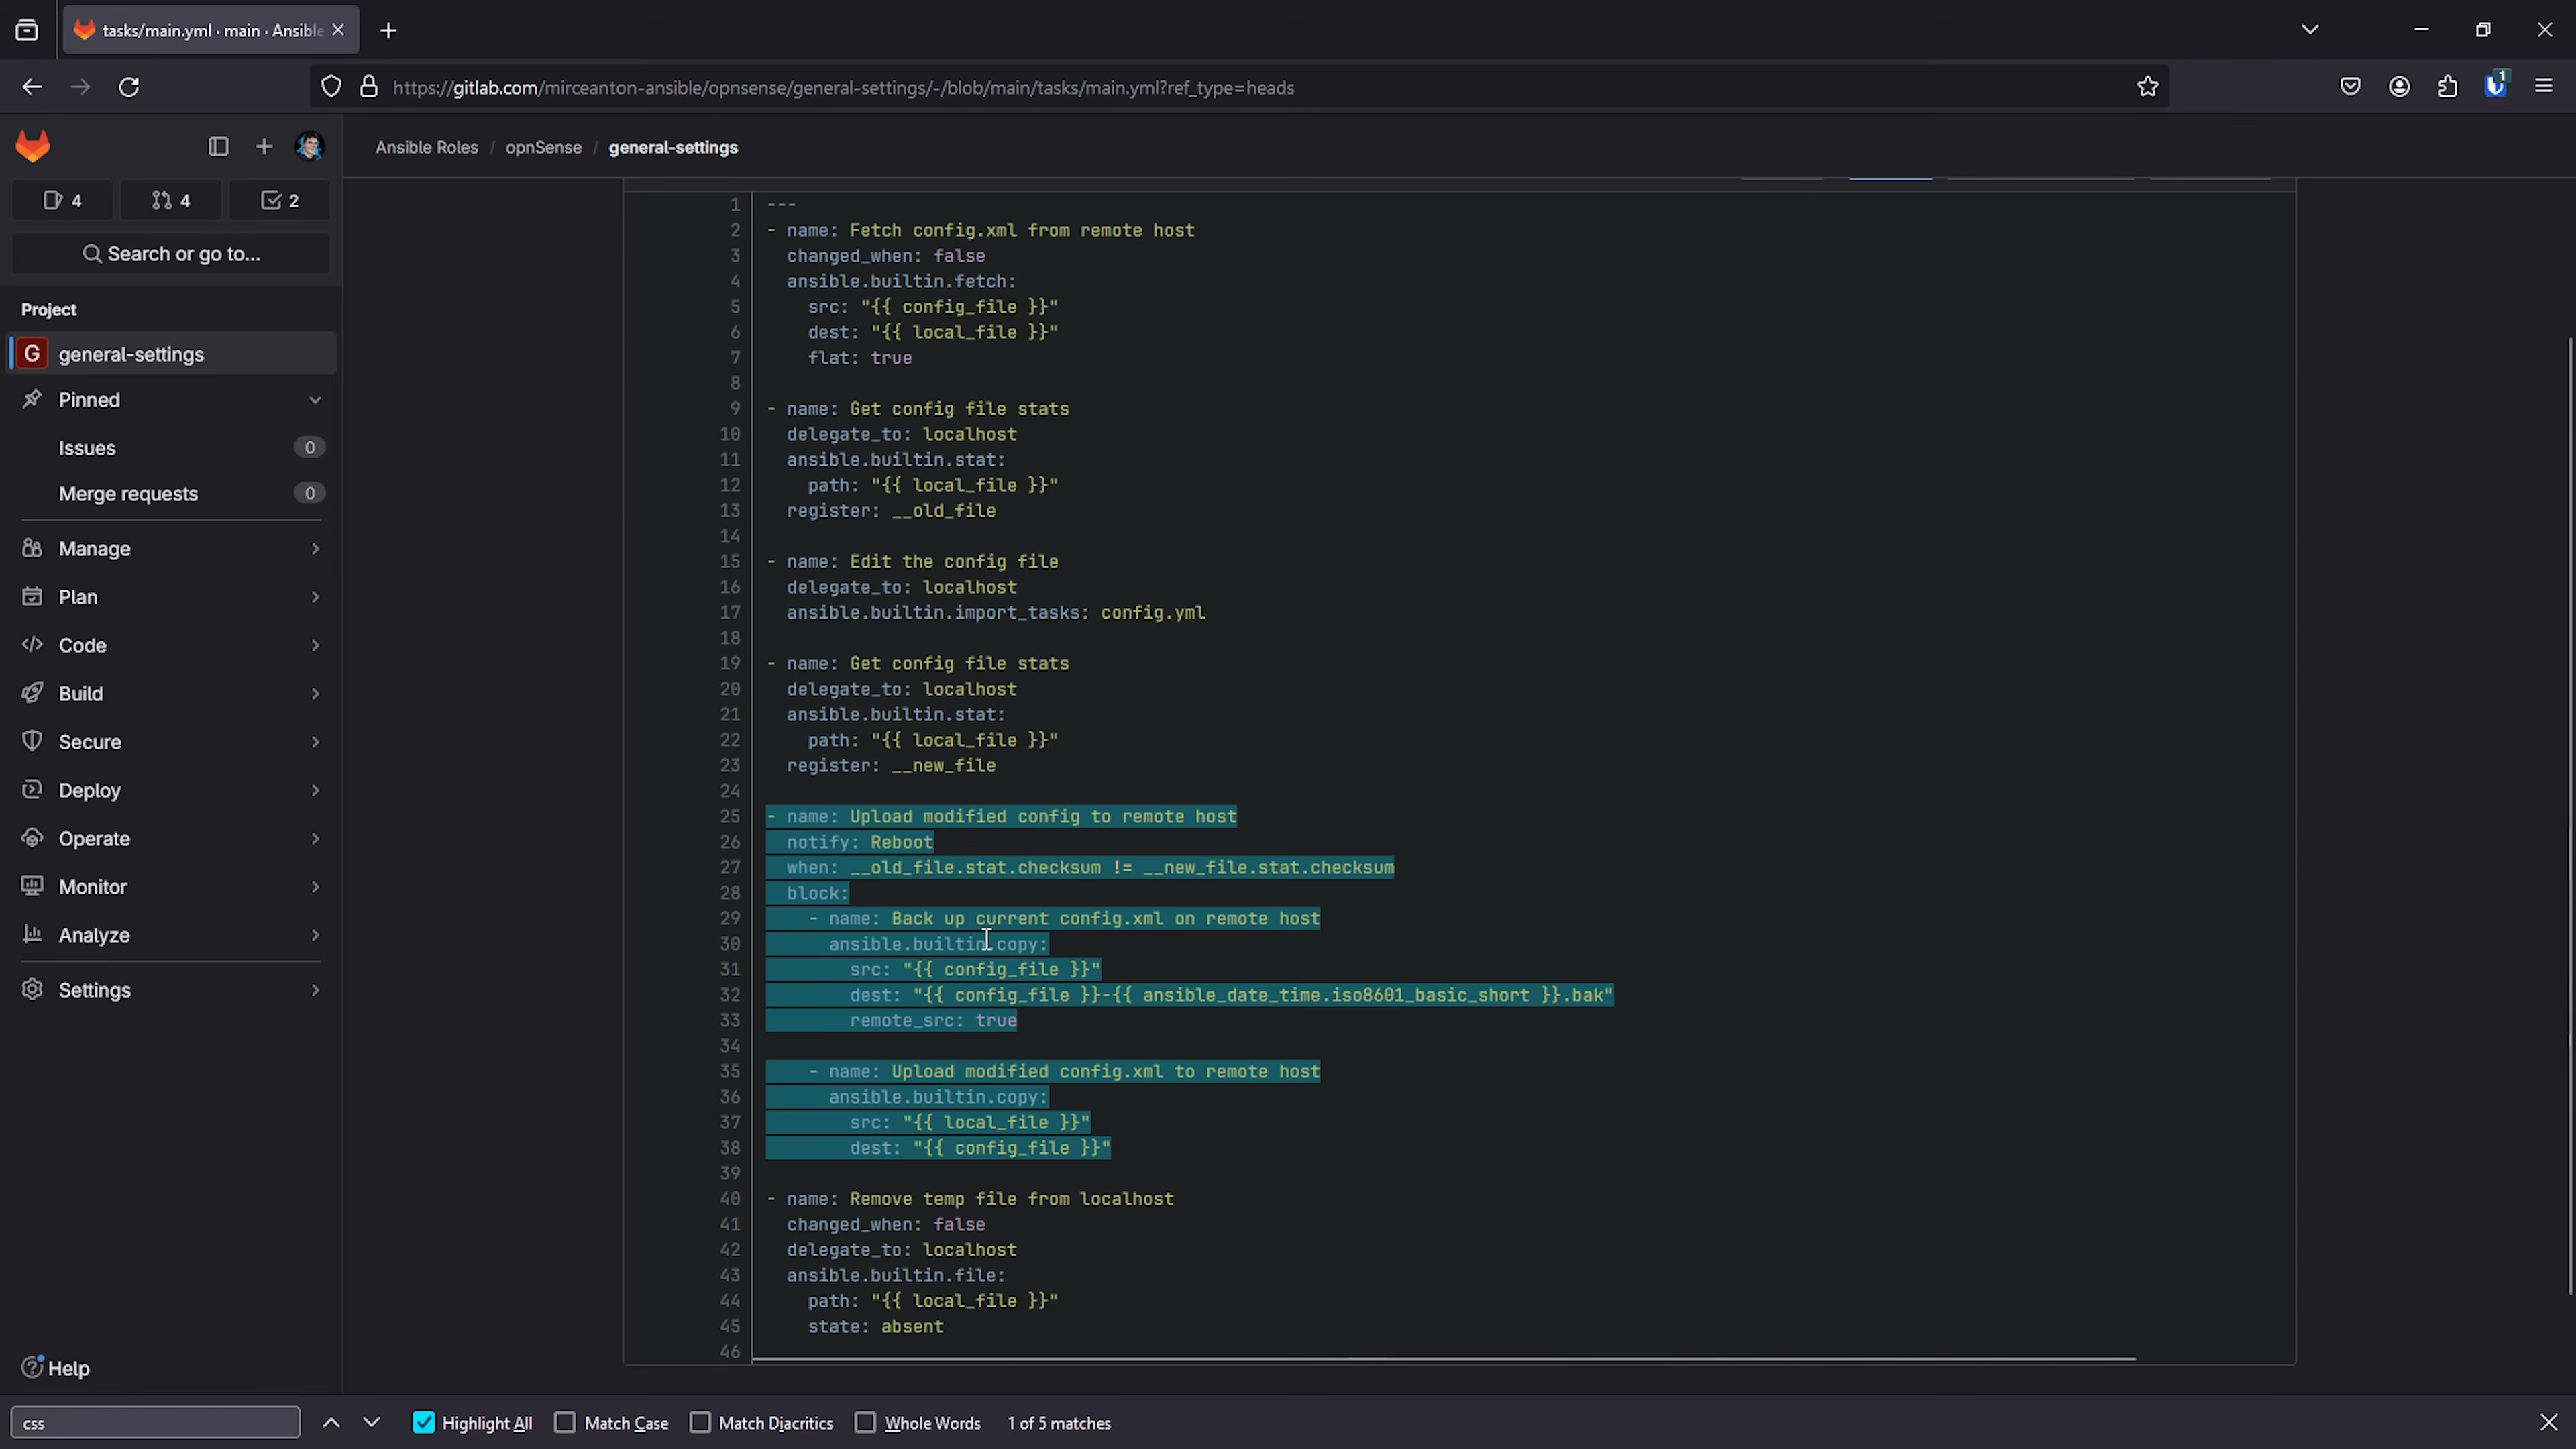 tasks/main.yml · main · Ansible
https://gitlab.com/mirceanton-ansible/opnsense/general-settings/-/blob/main/tasks/main.yml?ref_type=heads
1
Ansible Roles / opnSense / general-settings
4 4 2
Search or go to...
Project
G general-settings
Pinned
Issues 0
Merge requests 0
Manage
Plan
Code
Build
Secure
Deploy
Operate
Monitor
Analyze
Settings
Help
1 ---
2 - name: Fetch config.xml from remote host
3   changed_when: false
4   ansible.builtin.fetch:
5     src: "{{ config_file }}"
6     dest: "{{ local_file }}"
7     flat: true
8
9 - name: Get config file stats
10   delegate_to: localhost
11   ansible.builtin.stat:
12     path: "{{ local_file }}"
13   register: __old_file
14
15 - name: Edit the config file
16   delegate_to: localhost
17   ansible.builtin.import_tasks: config.yml
18
19 - name: Get config file stats
20   delegate_to: localhost
21   ansible.builtin.stat:
22     path: "{{ local_file }}"
23   register: __new_file
24
25 - name: Upload modified config to remote host
26   notify: Reboot
27   when: __old_file.stat.checksum != __new_file.stat.checksum
28   block:
29     - name: Back up current config.xml on remote host
30       ansible.builtin.copy:
31         src: "{{ config_file }}"
32         dest: "{{ config_file }}-{{ ansible_date_time.iso8601_basic_short }}.bak"
33         remote_src: true
34
35     - name: Upload modified config.xml to remote host
36       ansible.builtin.copy:
37         src: "{{ local_file }}"
38         dest: "{{ config_file }}"
39
40 - name: Remove temp file from localhost
41   changed_when: false
42   delegate_to: localhost
43   ansible.builtin.file:
44     path: "{{ local_file }}"
45     state: absent
46
css Highlight All Match Case Match Diacritics Whole Words 1 of 5 matches